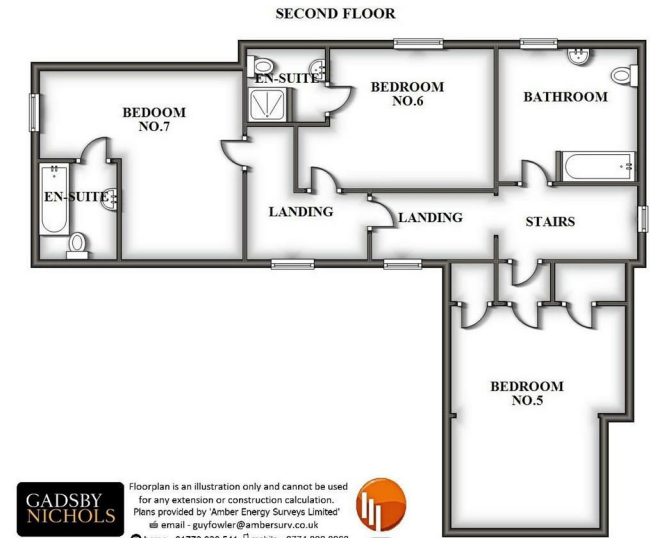 SECOND FLOOR
EN-SUITE
BEDROOM
NO.6
BATHROOM
BEDOOM
NO.7
EN-SUITE
LANDING
LANDING
STAIRS
BEDROOM
NO.5
GADSBY
NICHOLS
Floorplan is an illustration only and cannot be used
for any extension or construction calculation.
Plans provided by 'Amber Energy Surveys Limited'
email - guyfowler@ambersurv.co.uk